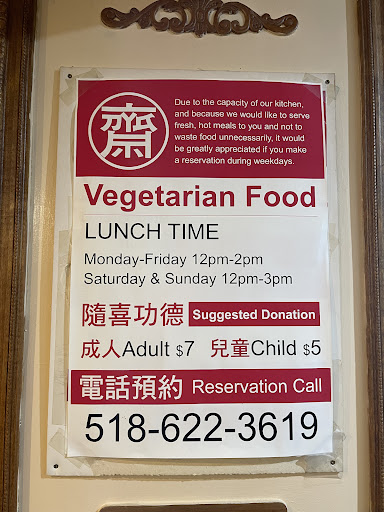 齋
Due to the capacity of our kitchen,
and because we would like to serve
fresh, hot meals to you and not to
waste food unnecessarily, it would
be greatly appreciated if you make
a reservation during weekdays.
Vegetarian Food
LUNCH TIME
Monday-Friday 12pm-2pm
Saturday & Sunday 12pm-3pm
隨喜功德 Suggested Donation
成人Adult $7 兒童Child $5
電話預約 Reservation Call
518-622-3619